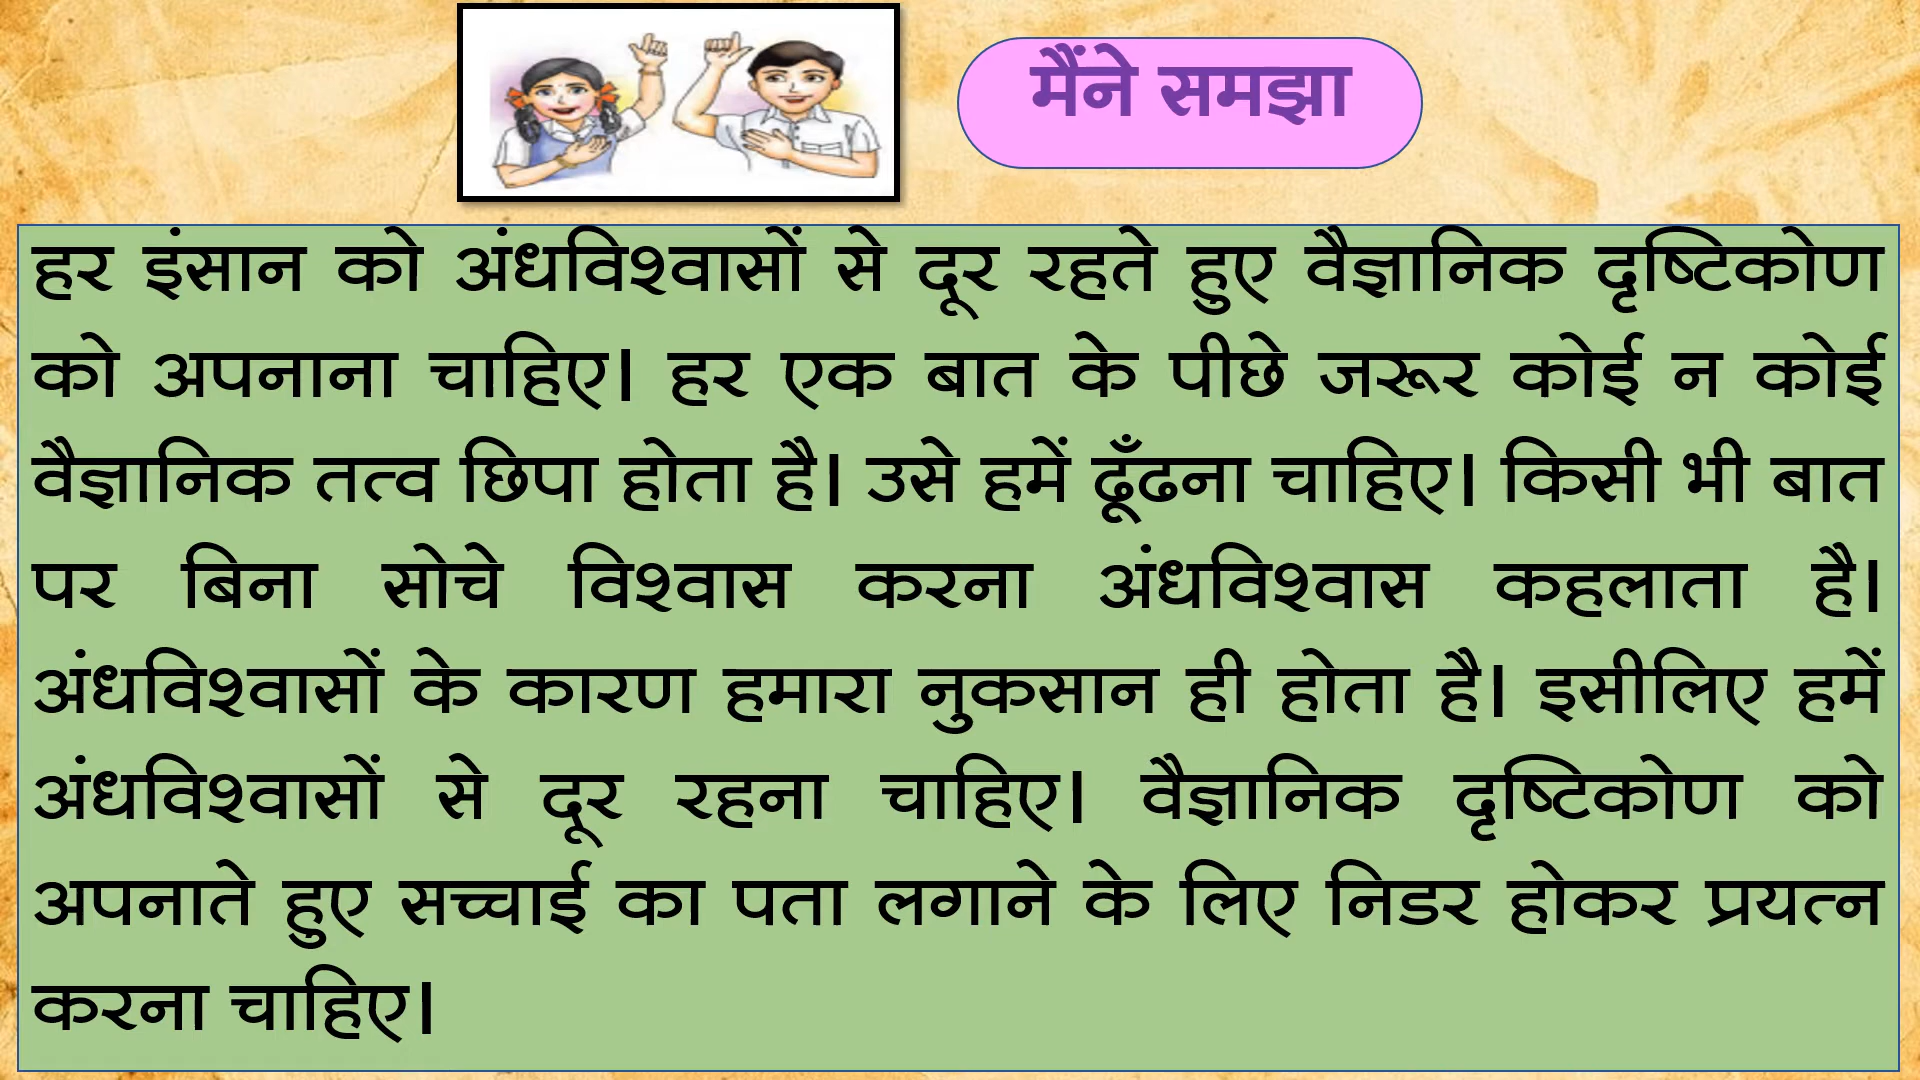 मैंने समझा
हर इंसान को अंधविश्वासों से दूर रहते हुए वैज्ञानिक दृष्टिकोण
को अपनाना चाहिए। हर एक बात के पीछे जरूर कोई न कोई
वैज्ञानिक तत्व छिपा होता है। उसे हमें ढूँढना चाहिए। किसी भी बात
पर बिना सोचे विश्वास करना अंधविश्वास कहलाता है।
अंधविश्वासों के कारण हमारा नुकसान ही होता है। इसीलिए हमें
अंधविश्वासों से दूर रहना चाहिए। वैज्ञानिक दृष्टिकोण को
अपनाते हुए सच्चाई का पता लगाने के लिए निडर होकर प्रयत्न
करना चाहिए।